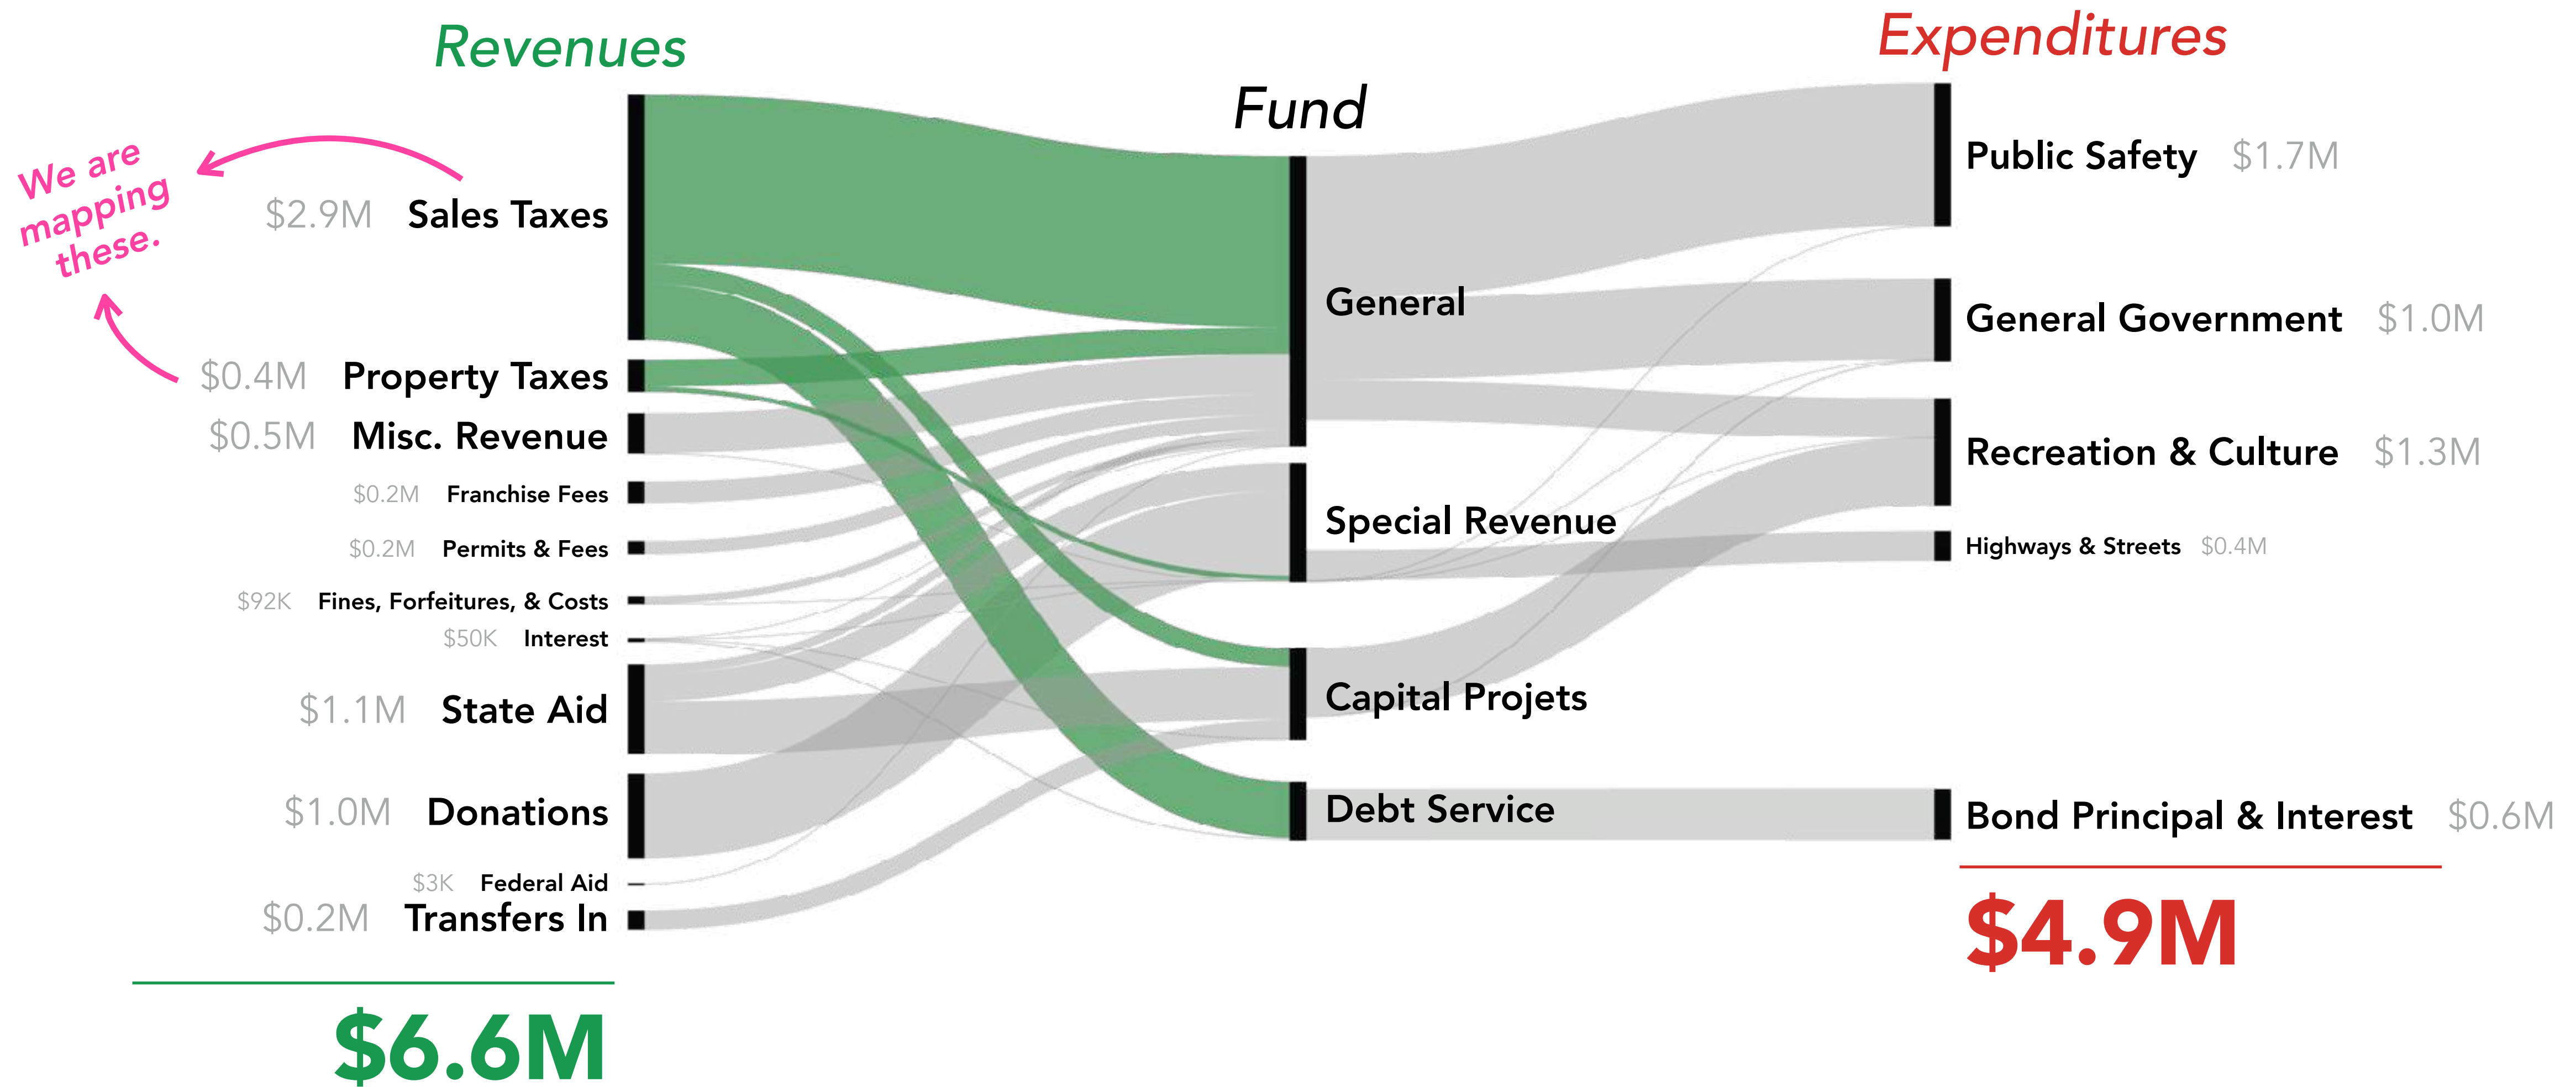 Revenues
Expenditures
Fund
We are
mapping
these.
$2.9M Sales Taxes
$0.4M Property Taxes
$0.5M Misc. Revenue
$0.2M Franchise Fees
$0.2M Permits & Fees
$92K Fines, Forfeitures, & Costs
$50K Interest
$1.1M State Aid
$1.0M Donations
$3K Federal Aid
$0.2M Transfers In
$6.6M
General
Special Revenue
Capital Projets
Debt Service
Public Safety $1.7M
General Government $1.0M
Recreation & Culture $1.3M
Highways & Streets $0.4M
Bond Principal & Interest $0.6M
$4.9M